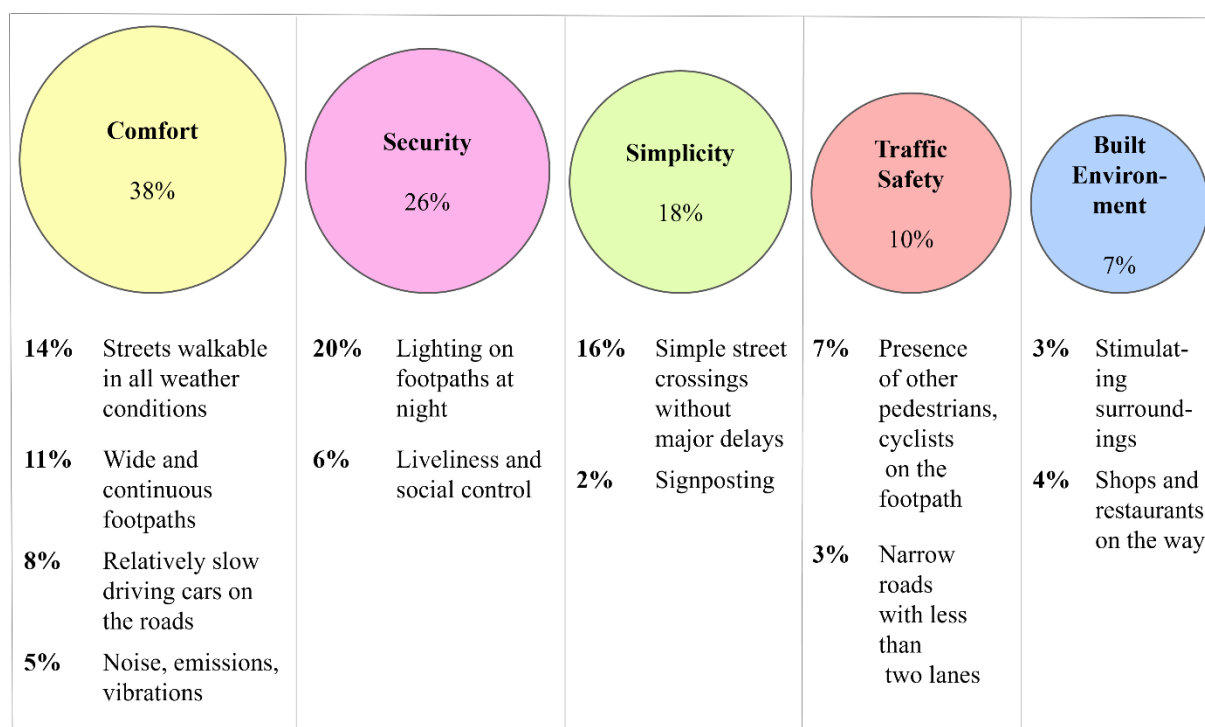 Comfort
38%
14% Streets walkable
in all weather
conditions
11% Wide and
continuous
footpaths
8% Relatively slow
driving cars on
the roads
5% Noise, emissions,
vibrations
Security
26%
20% Lighting on
footpaths at
night
6% Liveliness and
social control
Simplicity
18%
16% Simple street
crossings
without
major delays
2% Signposting
Traffic
Safety
10%
7% Presence
of other
pedestrians,
cyclists
on the
footpath
3% Narrow
roads
with less
than
two lanes
Built
Environ-
ment
7%
3% Stimulat-
ing
surround-
ings
4% Shops and
restaurants
on the way